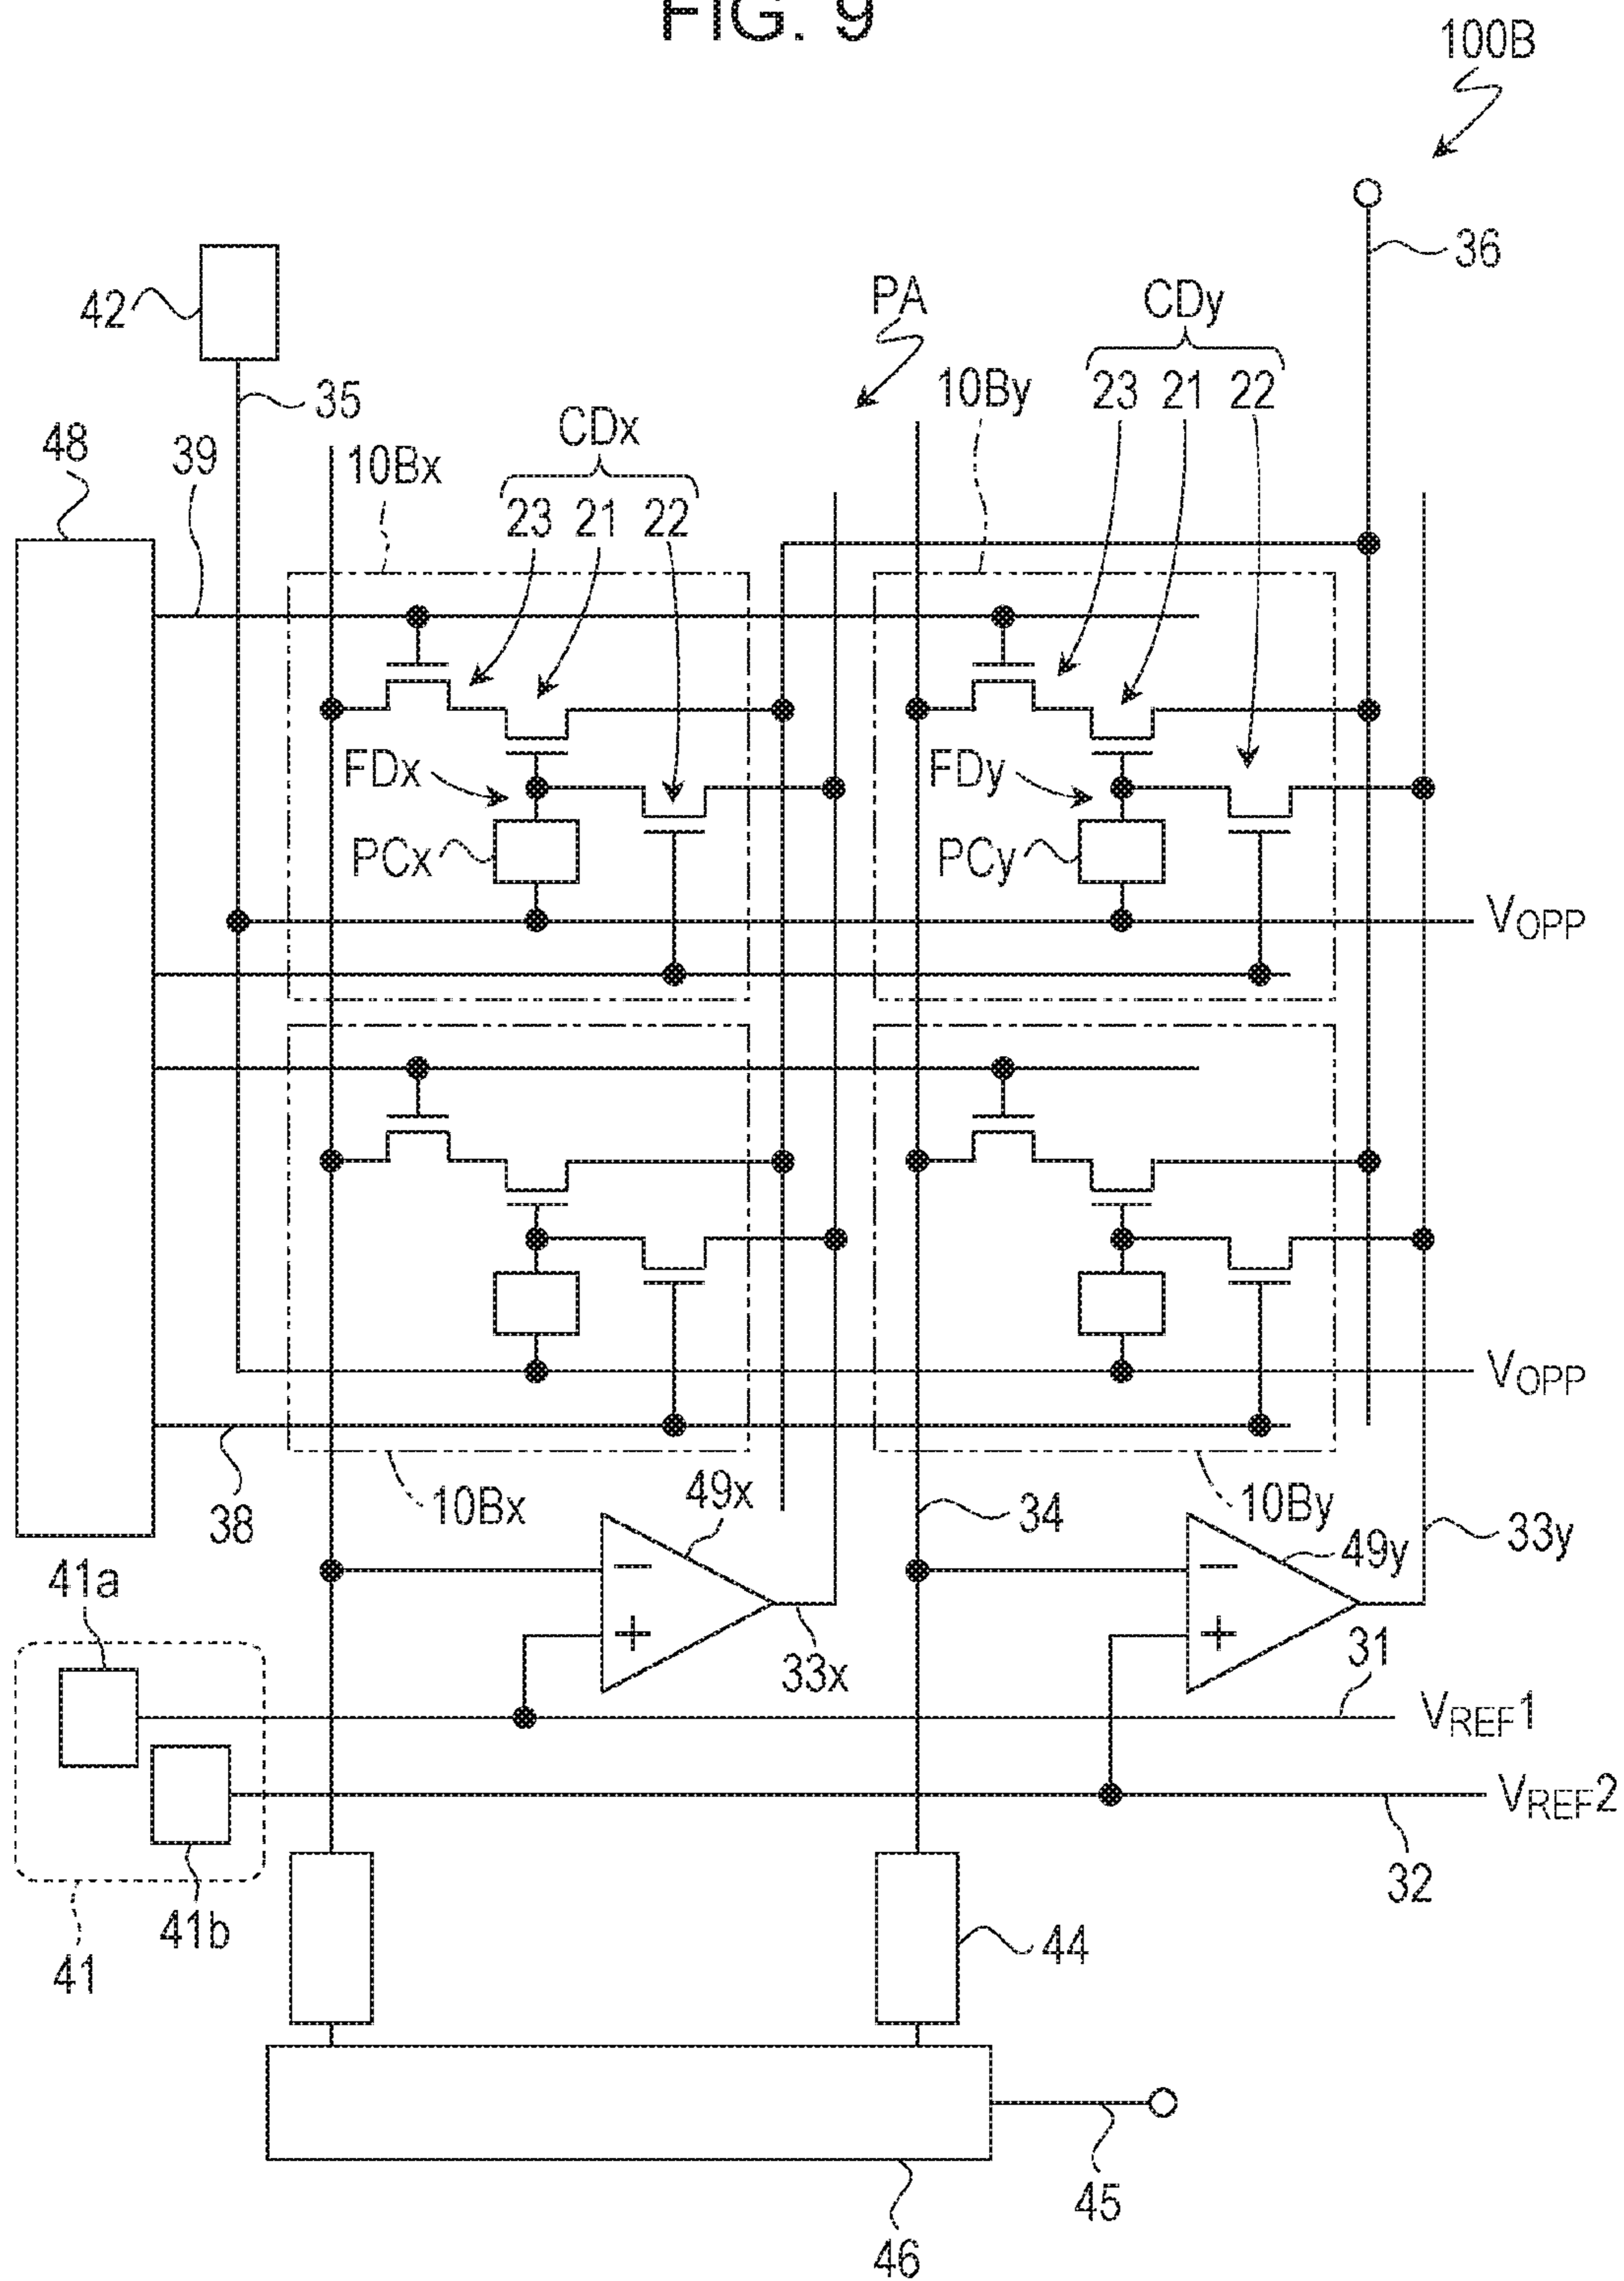 FIG. 9
100B
36
42
PA
CDy
35
10By
23 21 22
CDx
48
39
10Bx
23 21 22
FDx
FDy
PCx
PCy
VOPP
VOPP
38
10Bx
49x
34
10By
49y
33y
41a
33x
31
VREF1
VREF2
32
41b
41
44
45
46